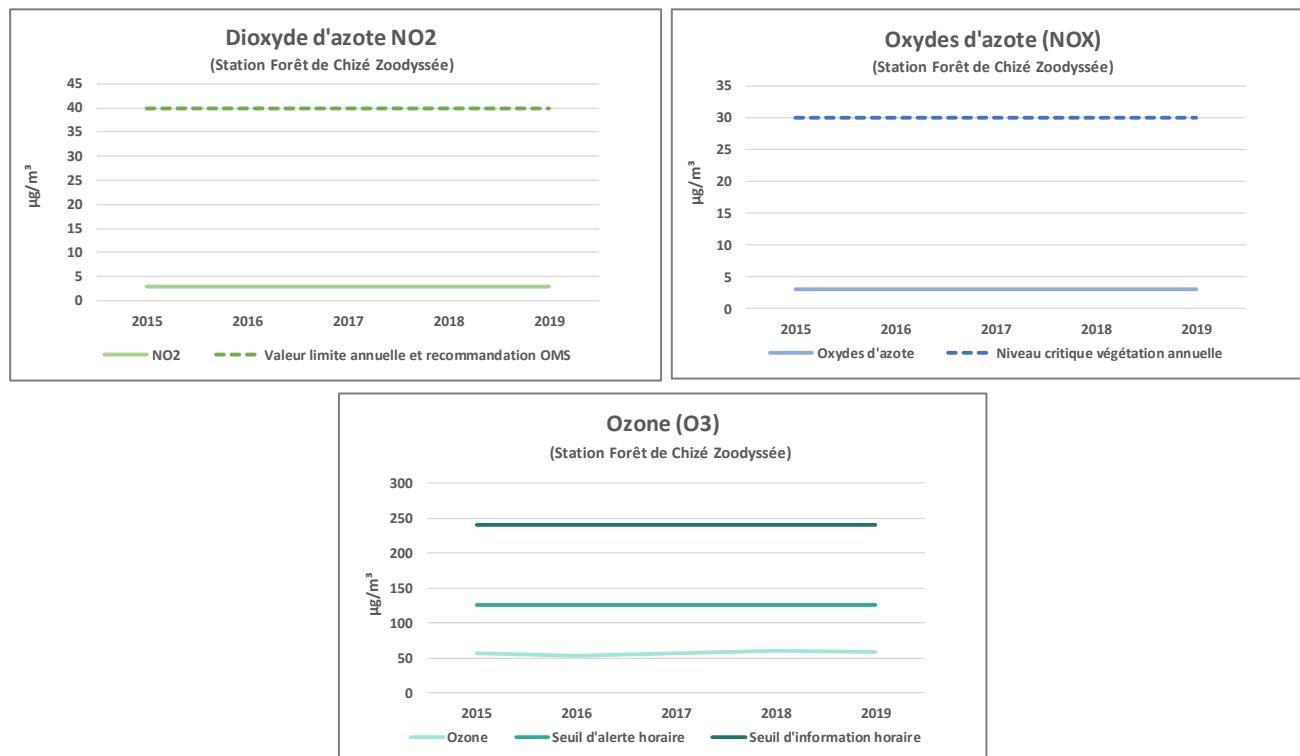 Dioxyde d'azote NO2
(Station Forêt de Chizé Zoodyssée)
45
40
35
30
25
20
15
10
5
0
µg/m³
2015 2016 2017 2018 2019
NO2 Valeur limite annuelle et recommandation OMS
Oxydes d'azote (NOX)
(Station Forêt de Chizé Zoodyssée)
35
30
25
20
15
10
5
0
µg/m³
2015 2016 2017 2018 2019
Oxydes d'azote Niveau critique végétation annuelle
Ozone (O3)
(Station Forêt de Chizé Zoodyssée)
300
250
200
150
100
50
0
µg/m³
2015 2016 2017 2018 2019
Ozone Seuil d'alerte horaire Seuil d'information horaire